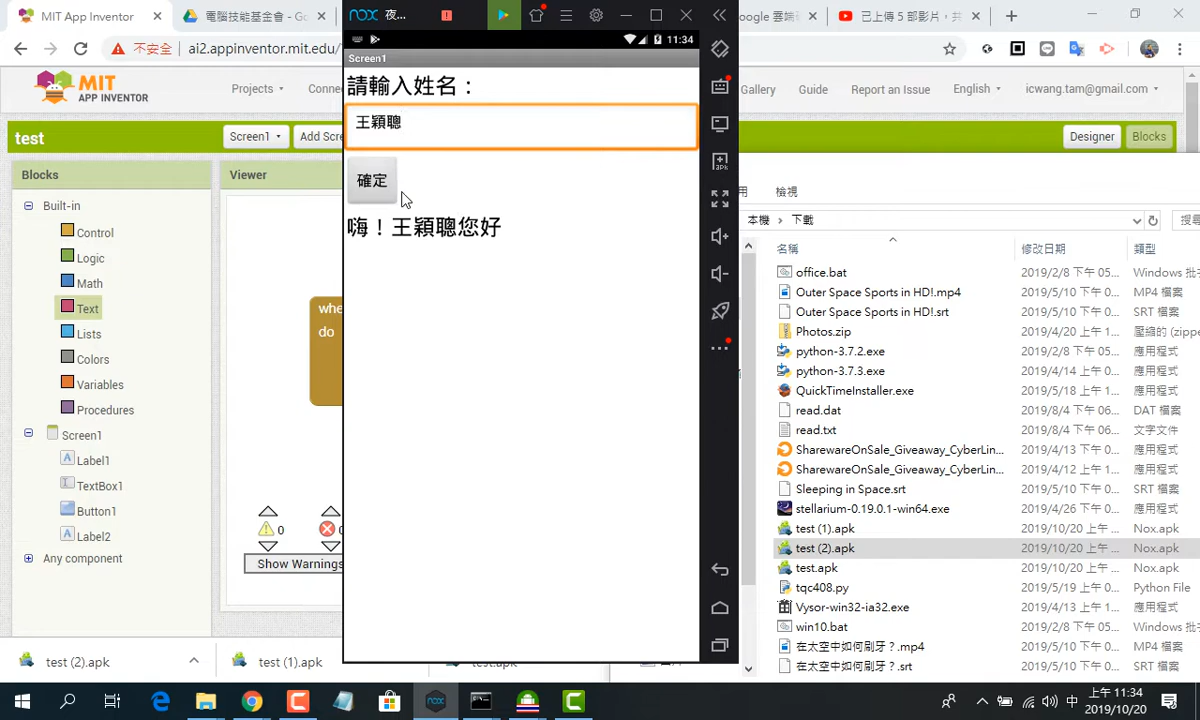 MIT App Inventor
電腦技能基金會 - G
nox 夜...
oogle 雲端硬
已上傳 5 部影片，共
不安全
ai2.appinventor.mit.edu/
11:34
Screen1
請輸入姓名：
王穎聰
確定
嗨！王穎聰您好
MIT
APP INVENTOR
Projects
Conne
Gallery
Guide
Report an Issue
English
icwang.tam@gmail.com
test
Screen1
Add Scre
Designer
Blocks
Blocks
Viewer
Built-in
Control
Logic
Math
Text
Lists
Colors
Variables
Procedures
Screen1
Label1
TextBox1
Button1
Label2
Any component
whe
do
0
0
Show Warnings
用
檢視
本機
下載
搜尋
名稱
修改日期
類型
office.bat 2019/2/8 下午 05... Windows 批
Outer Space Sports in HD!.mp4 2019/5/10 下午 0... MP4 檔案
Outer Space Sports in HD!.srt 2019/5/10 下午 0... SRT 檔案
Photos.zip 2019/4/20 上午 1... 壓縮的 (zippe
python-3.7.2.exe 2019/2/8 下午 05... 應用程式
python-3.7.3.exe 2019/4/14 上午 0... 應用程式
QuickTimeInstaller.exe 2019/5/18 上午 1... 應用程式
read.dat 2019/8/4 下午 06... DAT 檔案
read.txt 2019/8/4 下午 06... 文字文件
SharewareOnSale_Giveaway_CyberLin... 2019/4/13 下午 0... 應用程式
SharewareOnSale_Giveaway_CyberLin... 2019/4/12 上午 1... 應用程式
Sleeping in Space.srt 2019/5/10 下午 0... SRT 檔案
stellarium-0.19.0.1-win64.exe 2019/4/26 下午 0... 應用程式
test (1).apk 2019/10/20 上午 ... Nox.apk
test (2).apk 2019/10/20 上午 ... Nox.apk
test.apk 2019/10/20 上午 ... Nox.apk
tqc408.py 2019/5/19 上午 1... Python File
Vysor-win32-ia32.exe 2019/4/13 上午 1... 應用程式
win10.bat 2019/2/8 下午 05... Windows 批
在太空中如何刷牙？.mp4 2019/5/10 下午 0... MP4 檔案
在太空中如何刷牙？.srt 2019/5/10 下午 0... SRT 檔案
test (2).apk
test (1).apk
test.apk
中
上午 11:34
2019/10/20